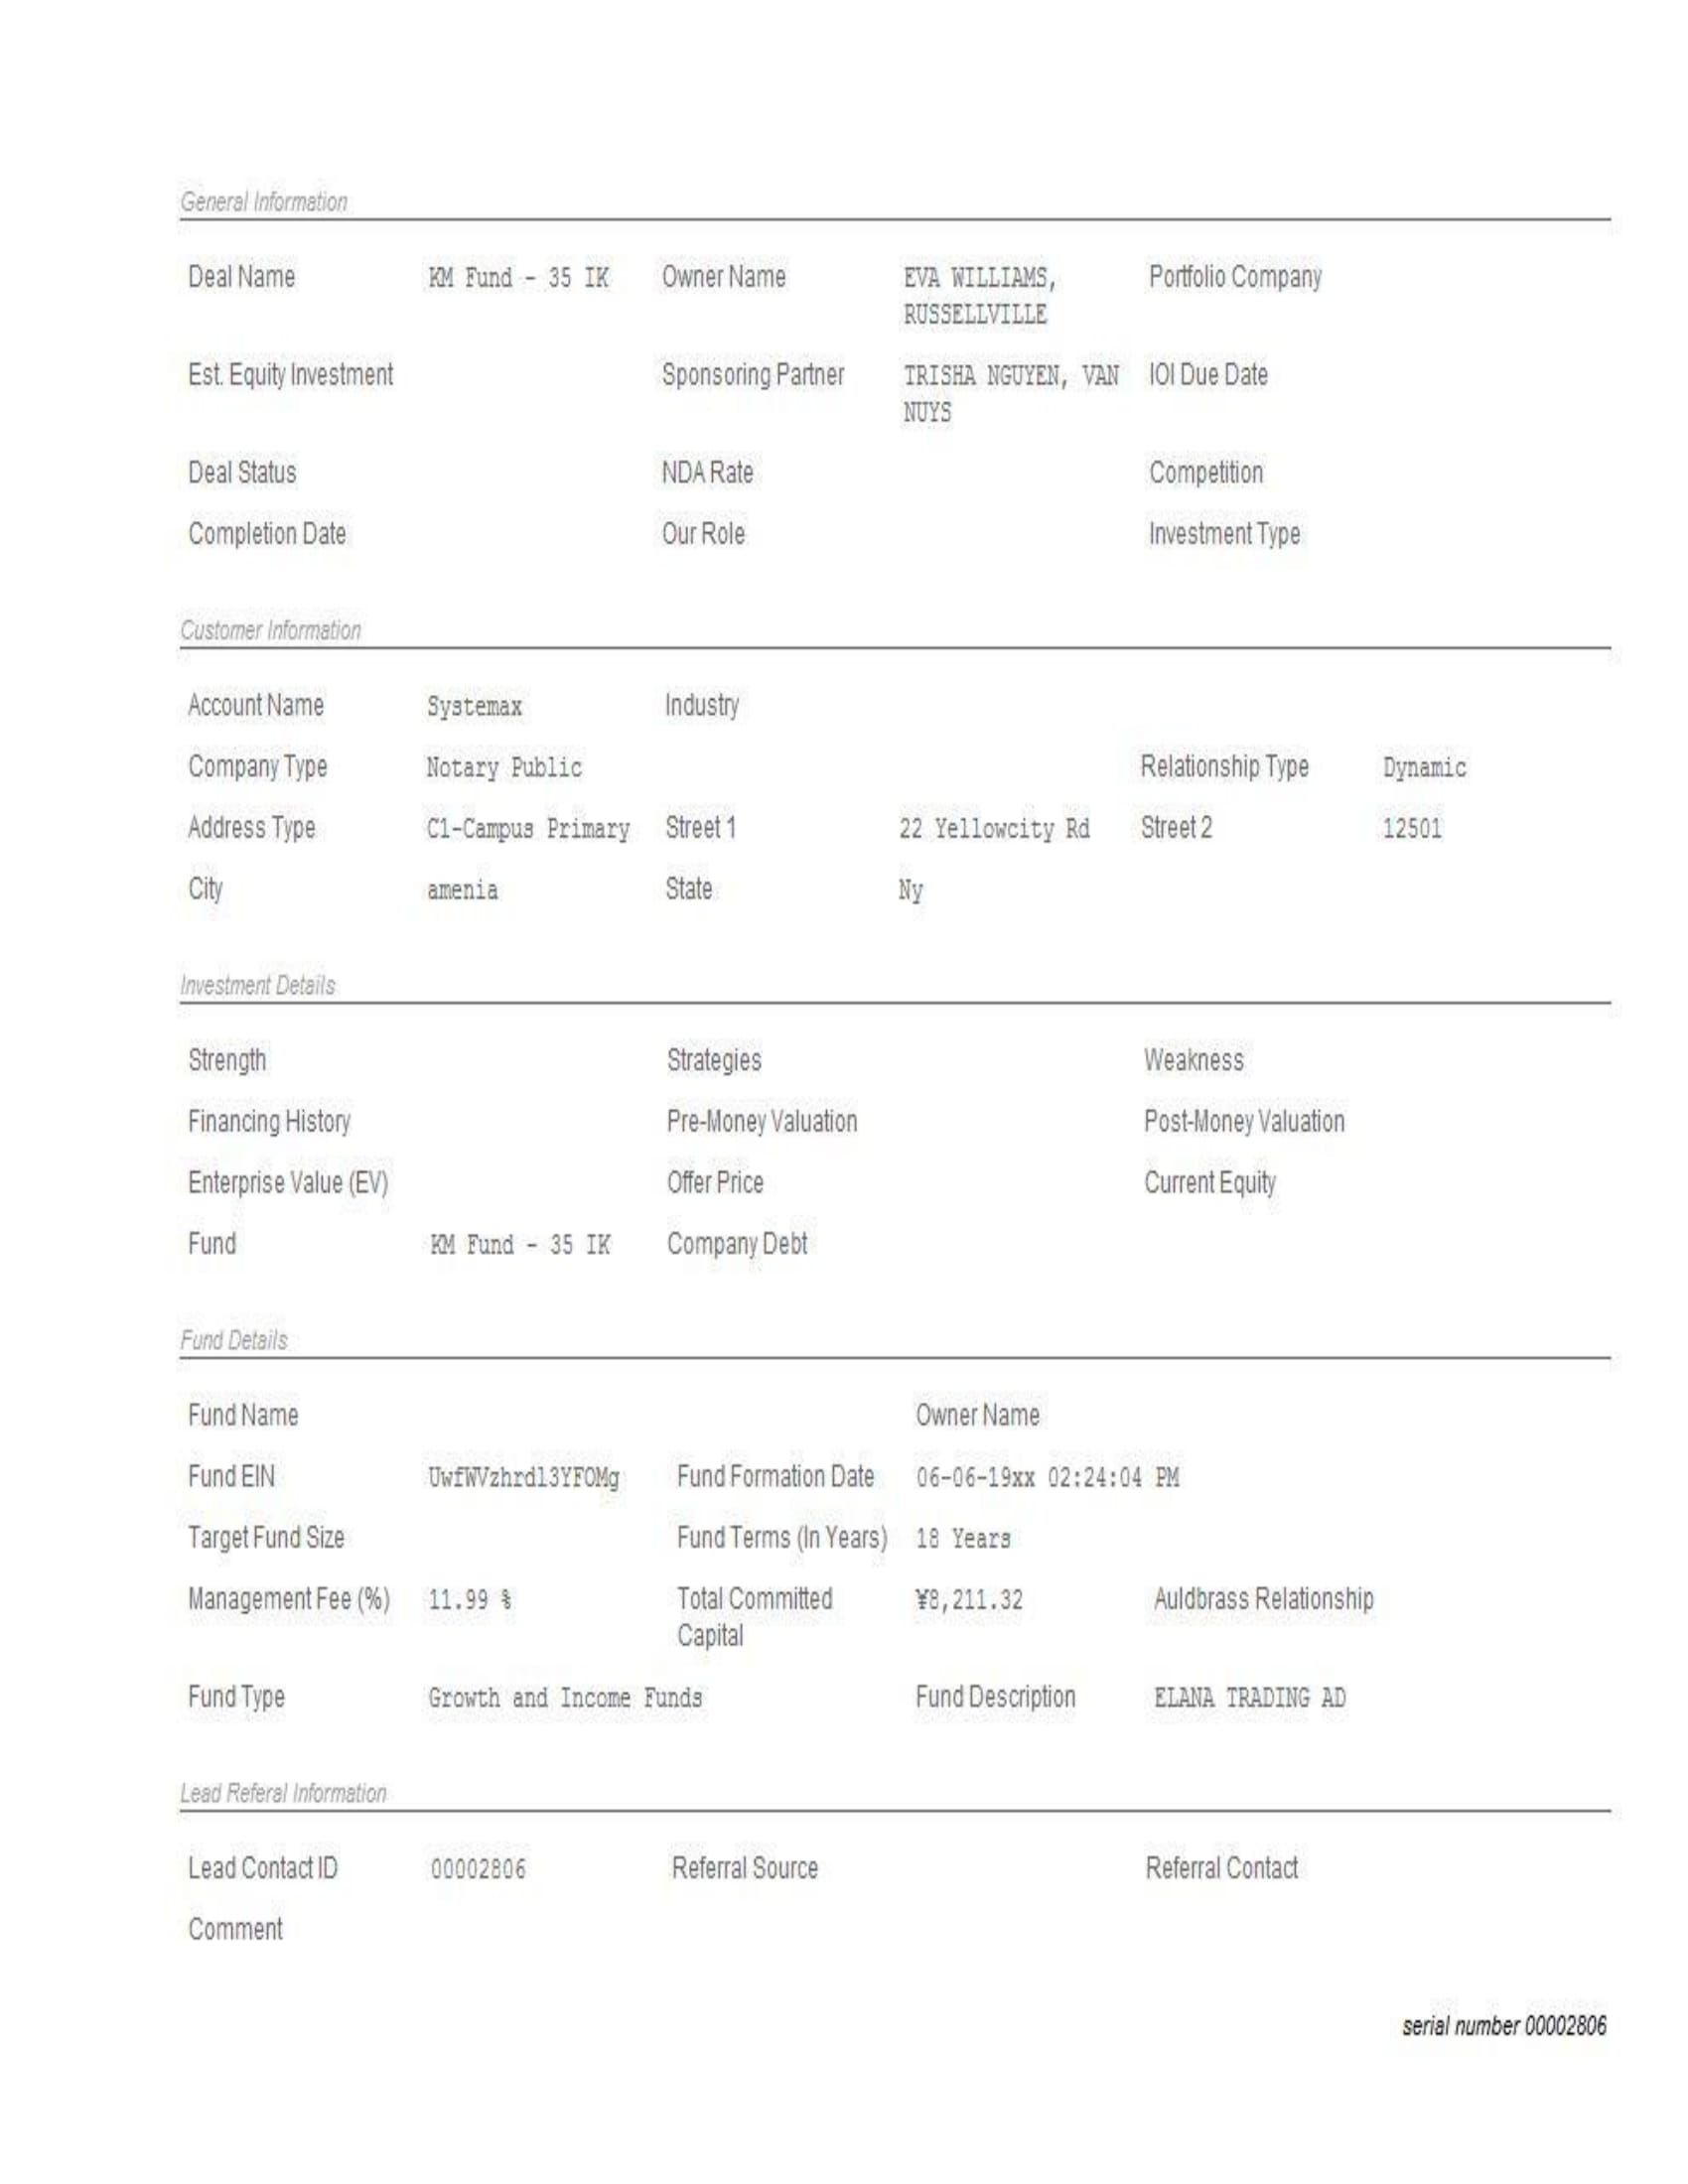 General Information
Deal Name KM Fund - 35 IK Owner Name EVA WILLIAMS, Portfolio Company
RUSSELLVILLE
Est. Equity Investment Sponsoring Partner TRISHA NGUYEN, VAN IOI Due Date
NUYS
Deal Status NDA Rate Competition
Completion Date Our Role Investment Type
Customer Information
Account Name Systemax Industry
Company Type Notary Public Relationship Type Dynamic
Address Type C1-Campus Primary Street 1 22 Yellowcity Rd Street 2 12501
City amenia State Ny
Investment Details
Strength Strategies Weakness
Financing History Pre-Money Valuation Post-Money Valuation
Enterprise Value (EV) Offer Price Current Equity
Fund KM Fund - 35 IK Company Debt
Fund Details
Fund Name Owner Name
Fund EIN UwfWVzhrdl3YFOMg Fund Formation Date 06-06-19xx 02:24:04 PM
Target Fund Size Fund Terms (In Years) 18 Years
Management Fee (%) 11.99 % Total Committed ¥8,211.32 Auldbrass Relationship
Capital
Fund Type Growth and Income Funds Fund Description ELANA TRADING AD
Lead Referal Information
Lead Contact ID 00002806 Referral Source Referral Contact
Comment
serial number 00002806